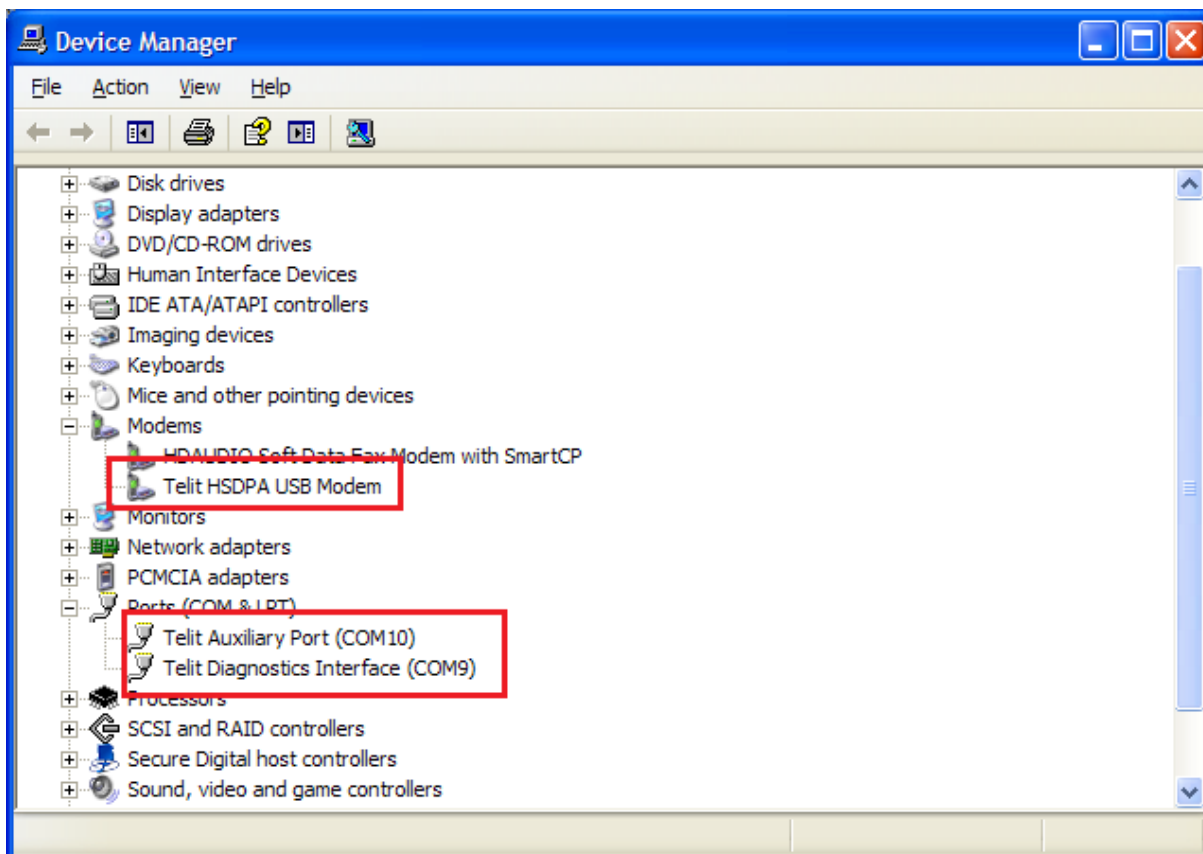 Device Manager
File Action View Help
Disk drives
Display adapters
DVD/CD-ROM drives
Human Interface Devices
IDE ATA/ATAPI controllers
Imaging devices
Keyboards
Mice and other pointing devices
Modems
HDAUDIO Soft Data Fax Modem with SmartCP
Telit HSDPA USB Modem
Monitors
Network adapters
PCMCIA adapters
Ports (COM & LPT)
Telit Auxiliary Port (COM10)
Telit Diagnostics Interface (COM9)
Processors
SCSI and RAID controllers
Secure Digital host controllers
Sound, video and game controllers